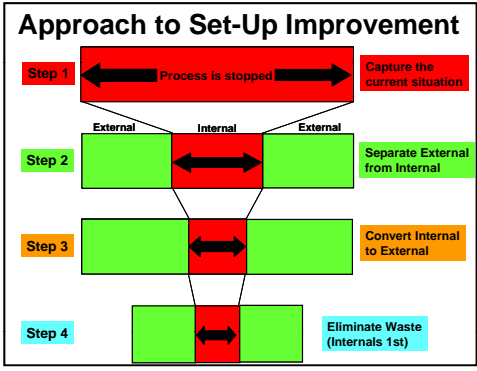 Approach to Set-Up Improvement
Step 1
Process is stopped
Capture the
current situation
External
Internal
External
Step 2
Separate External
from Internal
Step 3
Convert Internal
to External
Step 4
Eliminate Waste
(Internals 1st)